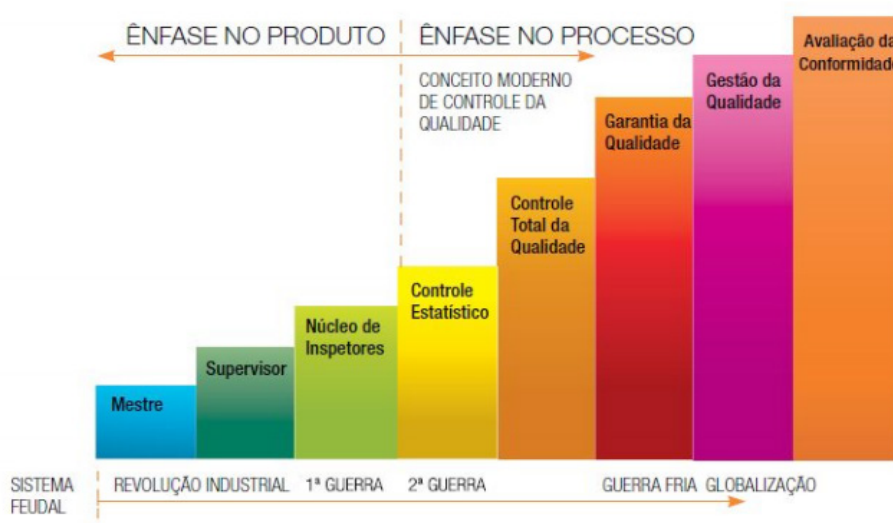 ÊNFASE NO PRODUTO
ÊNFASE NO PROCESSO
CONCEITO MODERNO
DE CONTROLE DA
QUALIDADE
Mestre
Supervisor
Núcleo de
Inspetores
Controle
Estatístico
Controle
Total da
Qualidade
Garantia da
Qualidade
Gestão da
Qualidade
Avaliação da
Conformidade
SISTEMA
FEUDAL
REVOLUÇÃO INDUSTRIAL
1ª GUERRA
2ª GUERRA
GUERRA FRIA
GLOBALIZAÇÃO